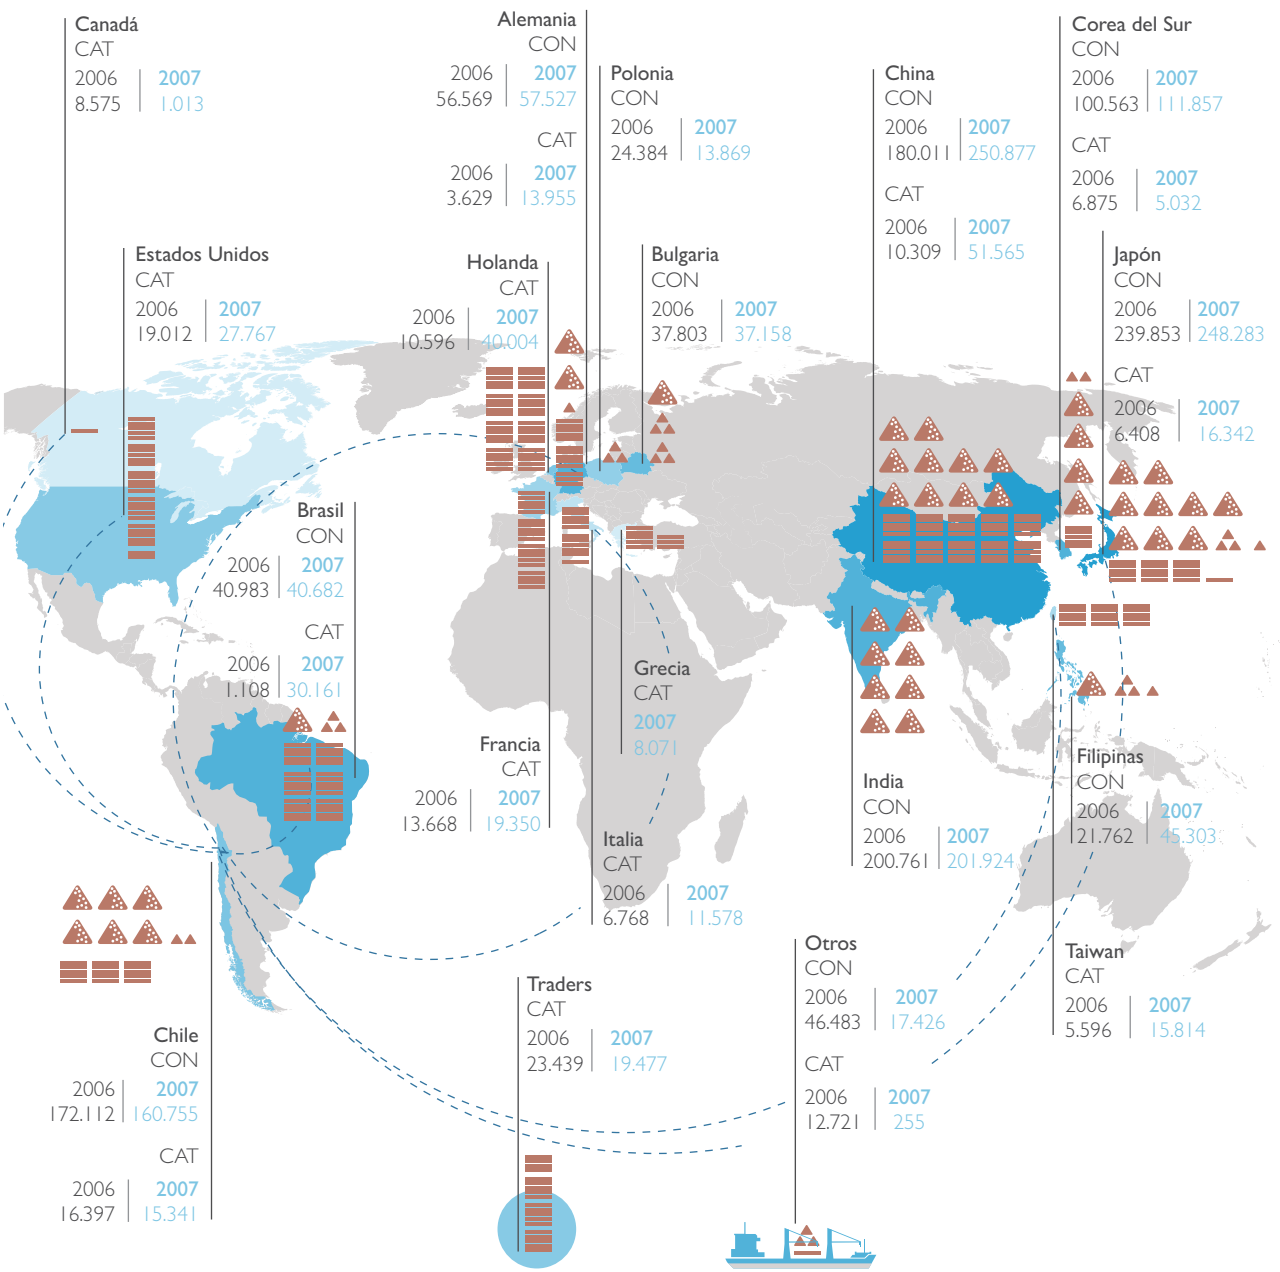 Canadá
CAT
2006 2007
8.575 1.013
Alemania
CON
2006 2007
56.569 57.527
CAT
2006 2007
3.629 13.955
Polonia
CON
2006 2007
24.384 13.869
China
CON
2006 2007
180.011 250.877
CAT
2006 2007
10.309 51.565
Corea del Sur
CON
2006 2007
100.563 111.857
CAT
2006 2007
6.875 5.032
Estados Unidos
CAT
2006 2007
19.012 27.767
Holanda
CAT
2006 2007
10.596 40.004
Bulgaria
CON
2006 2007
37.803 37.158
Japón
CON
2006 2007
239.853 248.283
CAT
2006 2007
6.408 16.342
Brasil
CON
2006 2007
40.983 40.682
CAT
2006 2007
1.108 30.161
Grecia
CAT
2007
8.071
Francia
CAT
2006 2007
13.668 19.350
Italia
CAT
2006 2007
6.768 11.578
India
CON
2006 2007
200.761 201.924
Filipinas
CON
2006 2007
21.762 45.303
Taiwan
CAT
2006 2007
5.596 15.814
Otros
CON
2006 2007
46.483 17.426
CAT
2006 2007
12.721 255
Traders
CAT
2006 2007
23.439 19.477
Chile
CON
2006 2007
172.112 160.755
CAT
2006 2007
16.397 15.341